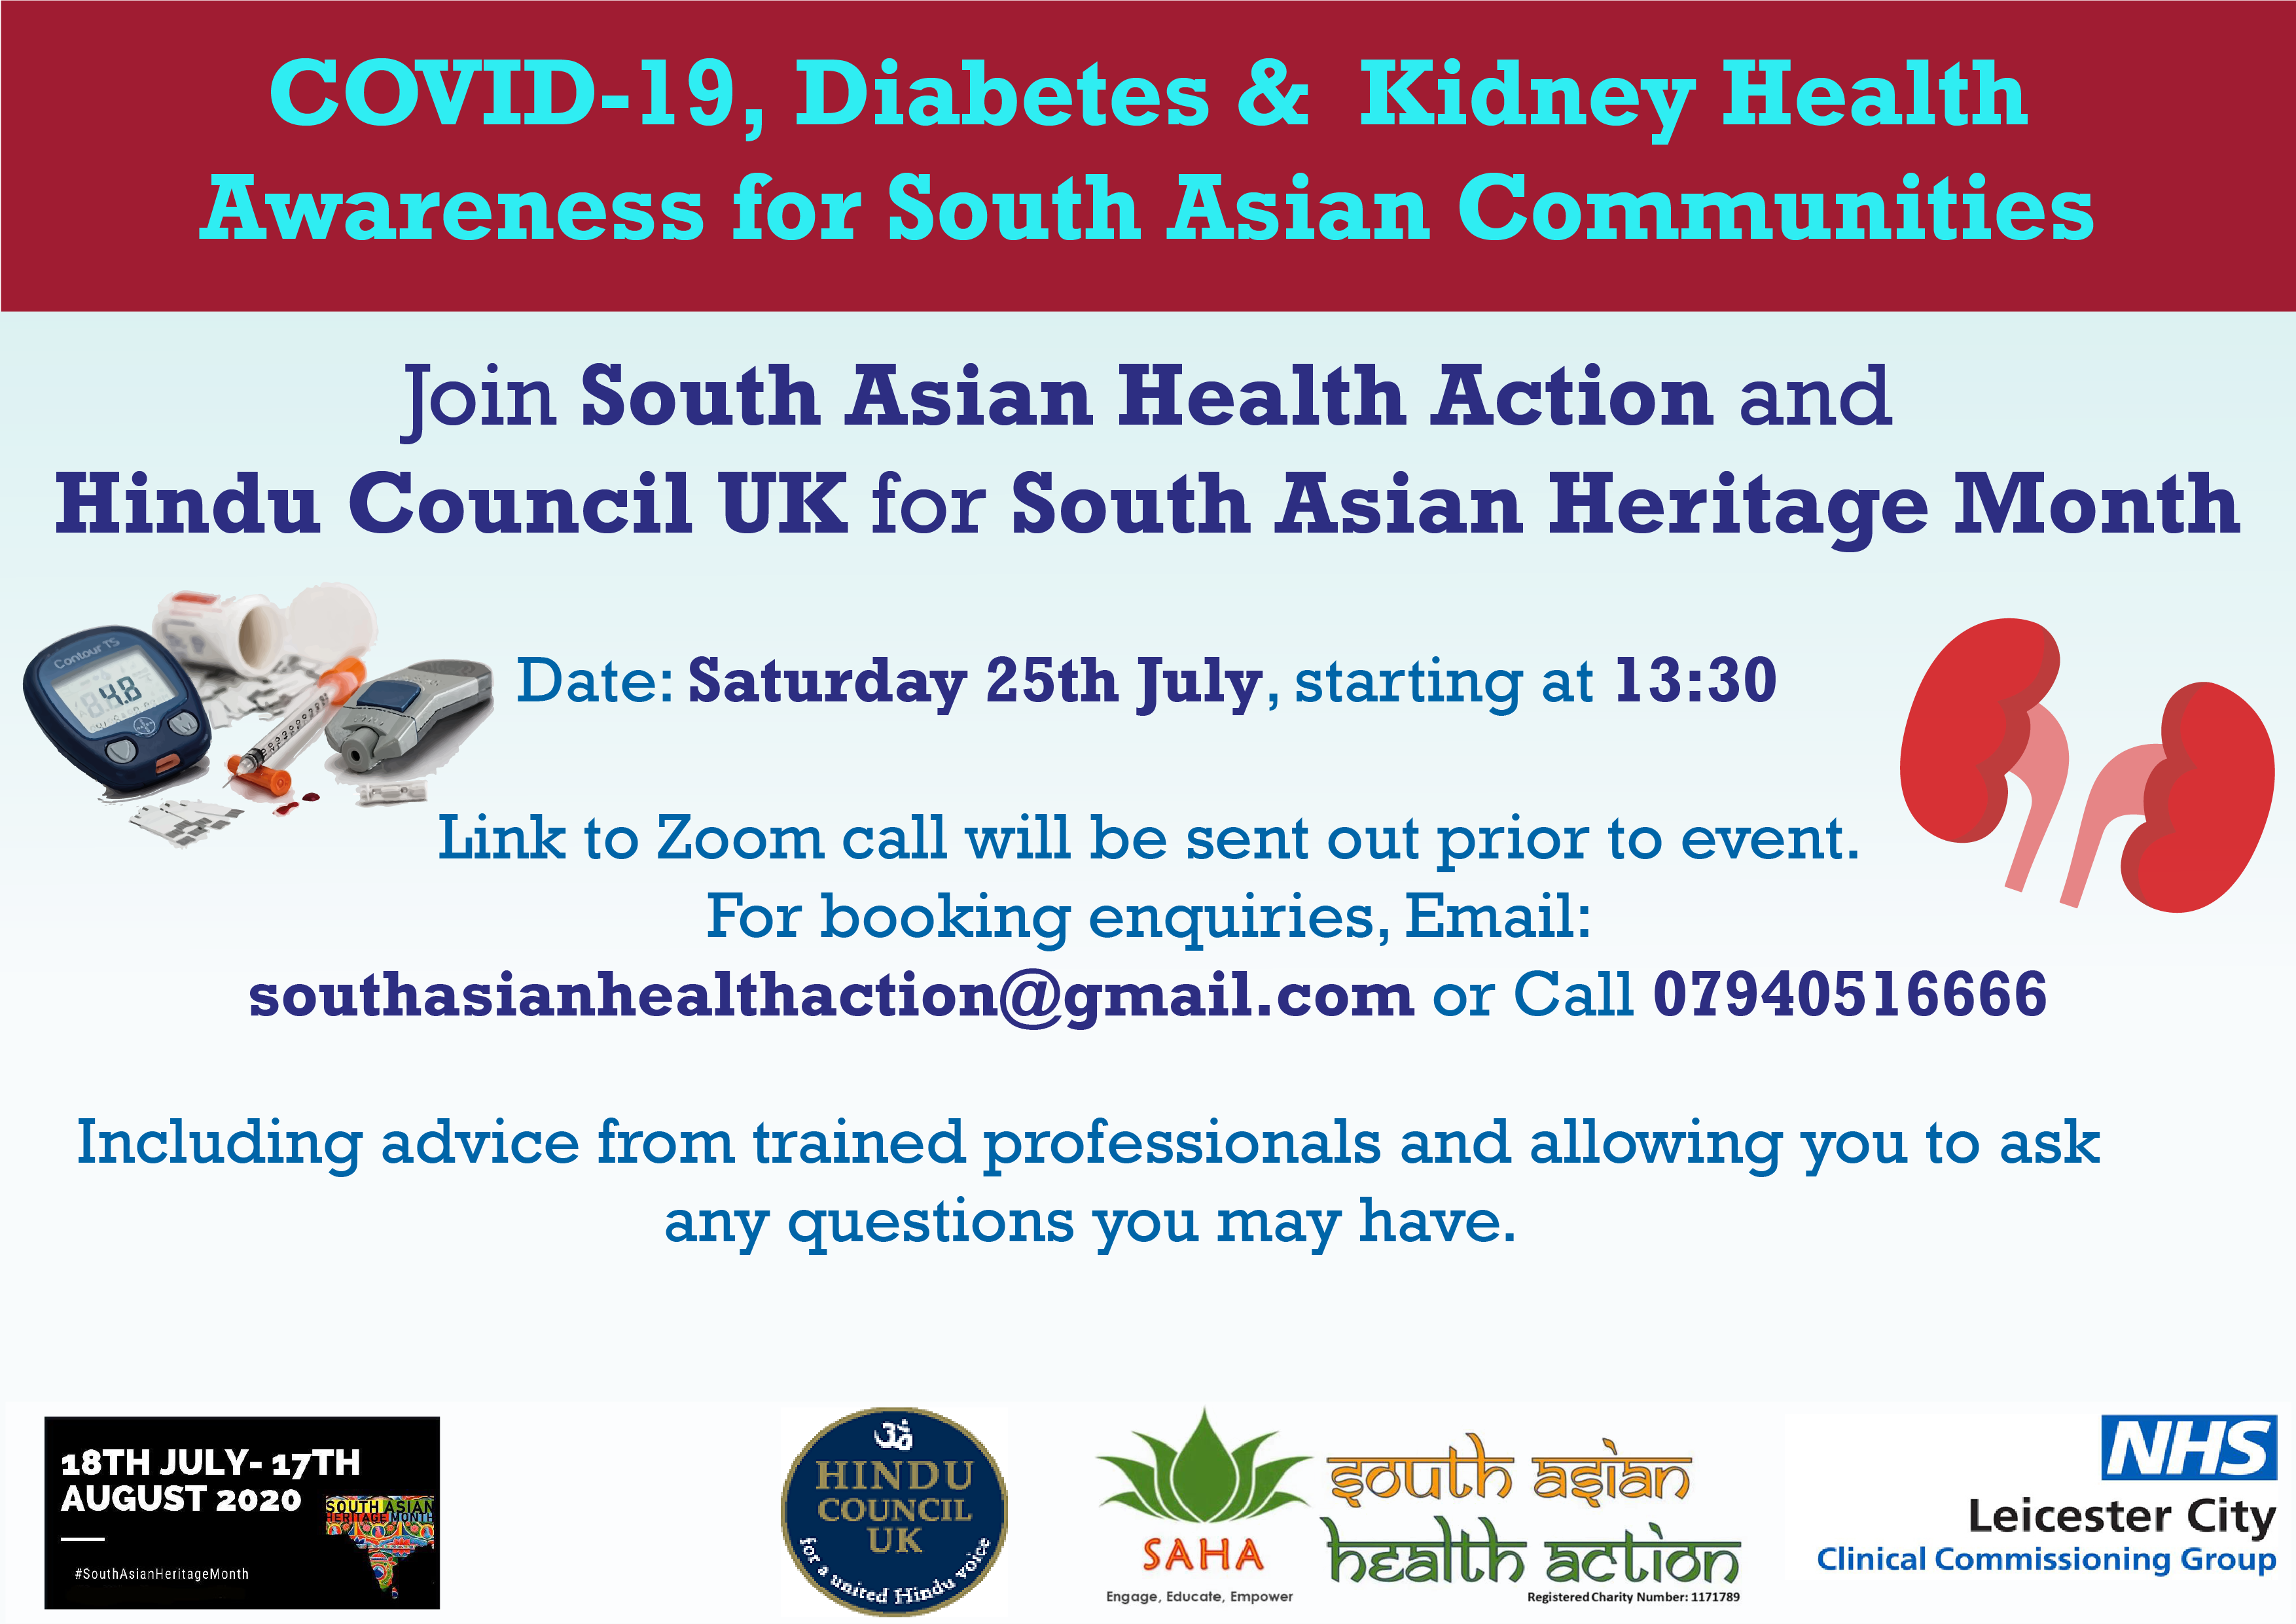 COVID-19, Diabetes & Kidney Health
Awareness for South Asian Communities
Join South Asian Health Action and
Hindu Council UK for South Asian Heritage Month
Contour TS
4.8
Date: Saturday 25th July, starting at 13:30
Link to Zoom call will be sent out prior to event.
For booking enquiries, Email:
southasianhealthaction@gmail.com or Call 07940516666
Including advice from trained professionals and allowing you to ask
any questions you may have.
18TH JULY- 17TH
AUGUST 2020
SOUTH ASIAN
HERITAGE MONTH
#SouthAsianHeritageMonth
ॐ
HINDU
COUNCIL
UK
for a united Hindu voice
SAHA
Engage, Educate, Empower
south asian
health action
Registered Charity Number: 1171789
NHS
Leicester City
Clinical Commissioning Group